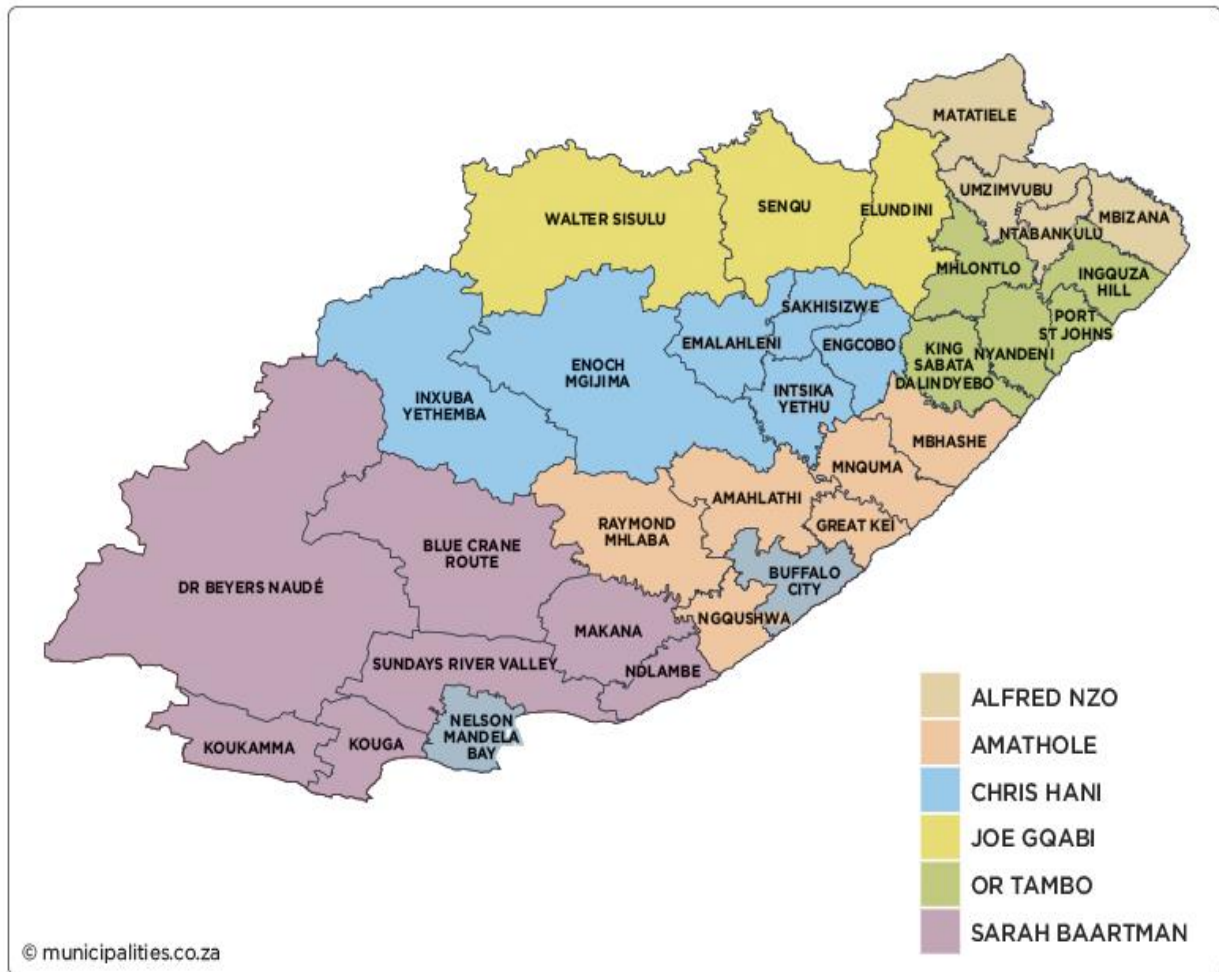 MATATIELE
UMZIMVUBU
MBIZANA
NTABANKULU
WALTER SISULU
SENQU
ELUNDINI
MHLONTLO
INGQUZA
HILL
PORT
ST JOHNS
NYANDENI
KING
SABATA
DALINDYEBO
SAKHISIZWE
EMALAHLENI
ENGCOBO
INTSIKA
YETHU
ENOCH
MGIJIMA
INXUBA
YETHEMBA
MBHASHE
MNQUMA
AMAHLATHI
GREAT KEI
RAYMOND
MHLABA
BUFFALO
CITY
NGQUSHWA
BLUE CRANE
ROUTE
DR BEYERS NAUDÉ
MAKANA
NDLAMBE
SUNDAYS RIVER VALLEY
NELSON
MANDELA
BAY
KOUGA
KOUKAMMA
ALFRED NZO
AMATHOLE
CHRIS HANI
JOE GQABI
OR TAMBO
SARAH BAARTMAN
© municipalities.co.za